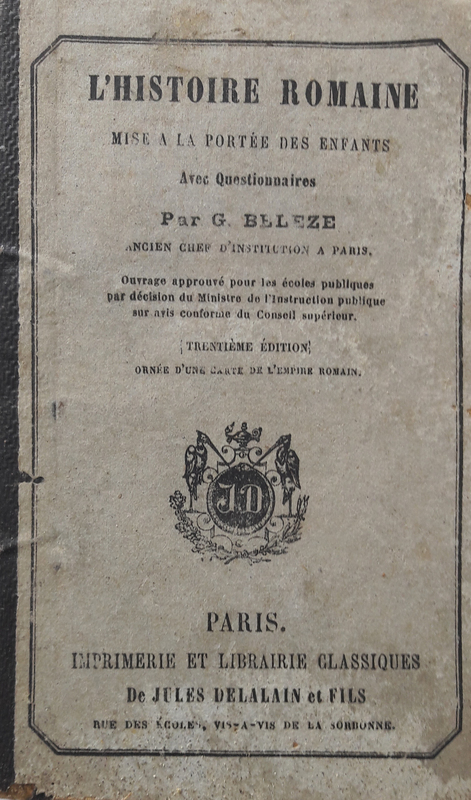 L'HISTOIRE ROMAINE
MISE A LA PORTÉE DES ENFANTS
Avec Questionnaires
Par G. BELEZE
ANCIEN CHEF D'INSTITUTION A PARIS.
Ouvrage approuvé pour les écoles publiques
par décision du Ministre de l'Instruction publique
sur avis conforme du Conseil supérieur.
[TRENTIÈME ÉDITION]
ORNÉE D'UNE CARTE DE L'EMPIRE ROMAIN.
JD
PARIS.
IMPRIMERIE ET LIBRAIRIE CLASSIQUES
De JULES DELALAIN et FILS
RUE DES ÉCOLES, VIS-A-VIS DE LA SORBONNE.